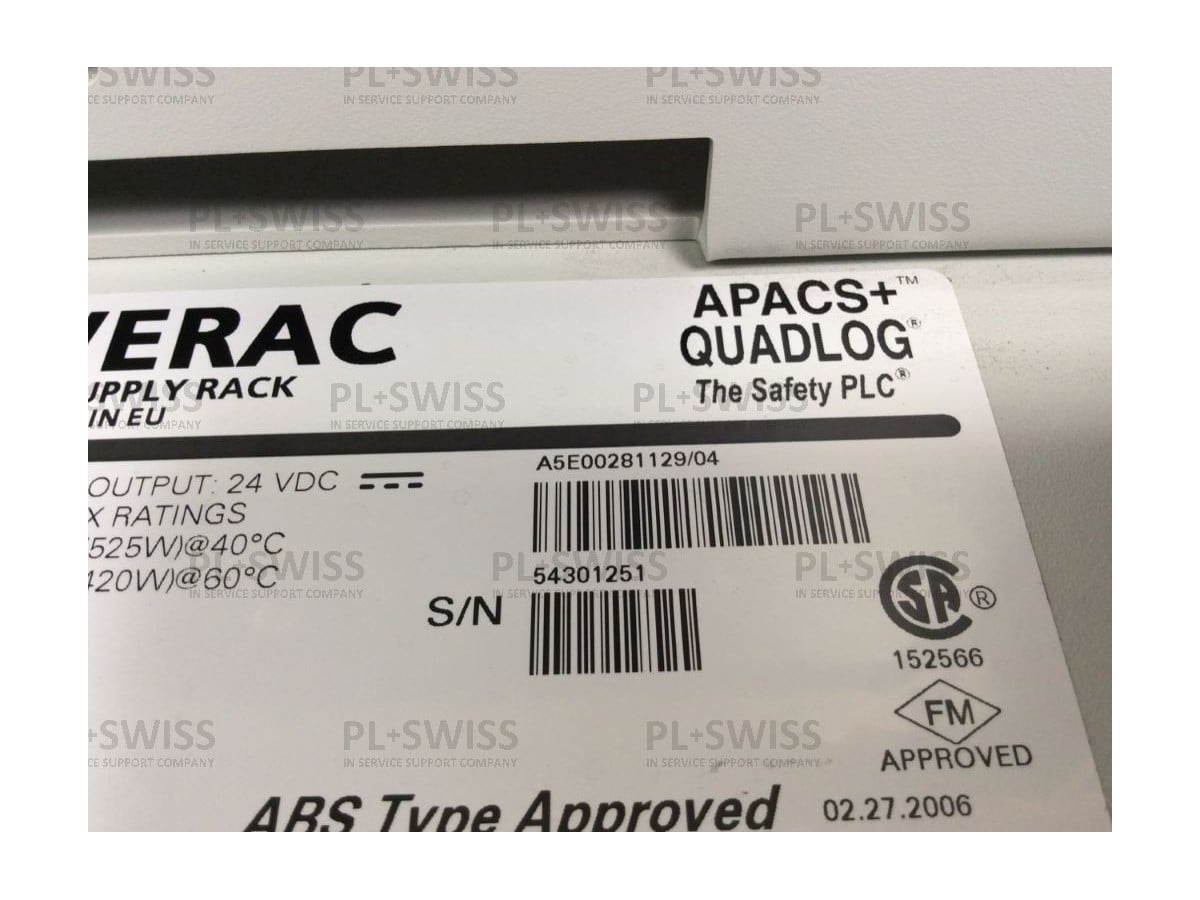 VERAC
UPPLY RACK
IN EU
APACS+™
QUADLOG®
The Safety PLC®
OUTPUT: 24 VDC
X RATINGS
(525W)@40°C
420W)@60°C
A5E00281129/04
54301251
S/N
SA ®
152566
FM
APPROVED
ABS Type Approved
02.27.2006
PL+SWISS
IN SERVICE SUPPORT COMPANY